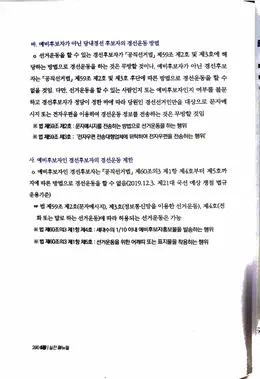 바. 예비후보자가 아닌 당내경선 후보자의 경선운동 방법
ㅇ 선거운동을 할 수 있는 경선후보자가 「공직선거법」 제59조 제2호 및 제3호에 해
당하는 방법으로 경선운동을 하는 것은 무방할 것이나, 예비후보자가 아닌 경선후보
자는 「공직선거법」 제59조 제2호 및 제3호 후단에 따른 방법으로 경선운동을 할 수
없을 것임. 다만, 선거운동을 할 수 있는 사람인지 또는 예비후보자인지 여부를 불문
하고 경선후보자가 정당이 정한 바에 따라 당원인 경선선거인만을 대상으로 문자메
시지 또는 전자우편을 이용하여 경선운동 정보를 전송하는 것은 무방할 것임
※ 법 제59조 제2호 : 문자메시지를 전송하는 방법으로 선거운동을 하는 행위
※ 법 제59조 제3호 : '전자우편 전송대행업체에 위탁하여 전자우편을 전송하는 행위'
사. 예비후보자인 경선후보자의 경선운동 제한
ㅇ 예비후보자인 경선후보자는 「공직선거법」 제60조의3 제1항 제4호부터 제5호까
지에 따른 방법으로 경선운동을 할 수 없음(2019.12.3. 제21대 국선 예상 쟁점 법규
운용기준)
법 제59조 제2호(문자메시지), 제3호(정보통신망을 이용한 선거운동), 제4호(전
화 또는 말로 하는 선거운동)에 따라 허용되는 선거운동은 가능
※ 법 제60조의3 제1항 제4호 : 세대수의 1/10 이내 예비후보자홍보물을 발송하는 행위
※ 법 제60조의3 제1항 제5호 : 선거운동을 위한 어깨띠 또는 표지물을 착용하는 행위